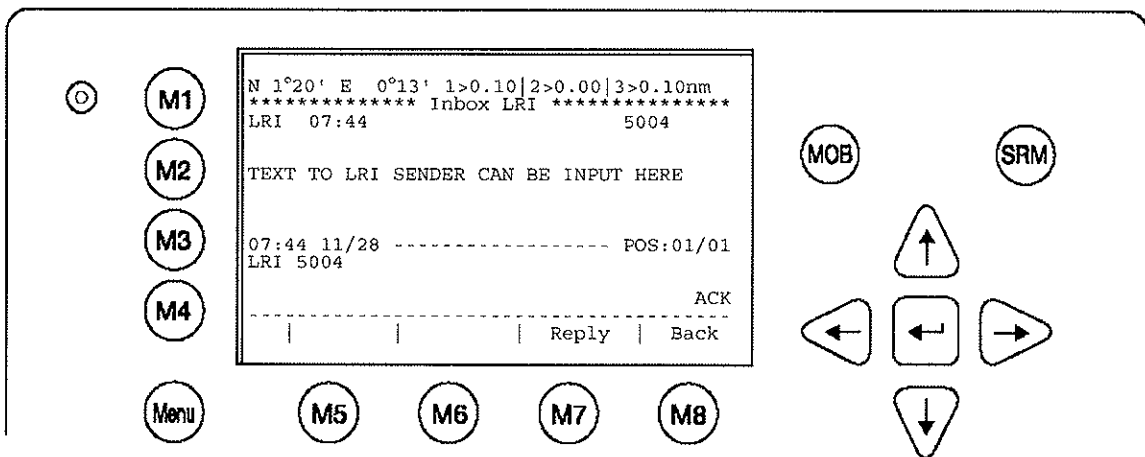 M1
M2
M3
M4
N 1°20' E 0°13' 1>0.10|2>0.00|3>0.10nm
************** Inbox LRI ***************
LRI 07:44 5004
TEXT TO LRI SENDER CAN BE INPUT HERE
07:44 11/28 ------------------ POS:01/01
LRI 5004
ACK
| | | Reply | Back
MOB
SRM
Menu
M5
M6
M7
M8